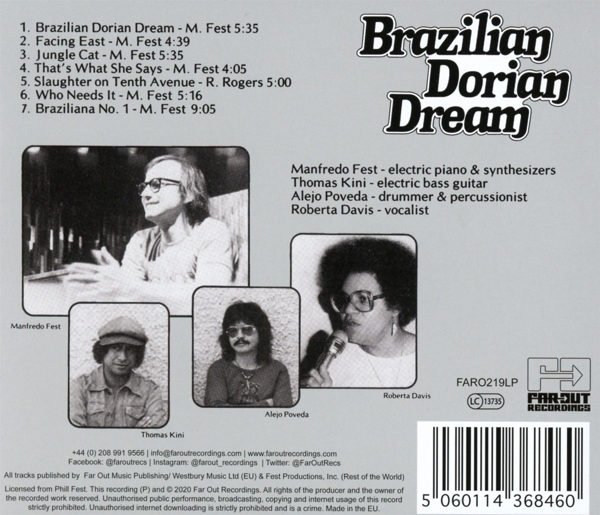 1. Brazilian Dorian Dream - M. Fest 5:35
2. Facing East - M. Fest 4:39
3. Jungle Cat - M. Fest 5:35
4. That's What She Says - M. Fest 4:05
5. Slaughter on Tenth Avenue - R. Rogers 5:00
6. Who Needs It - M. Fest 5:16
7. Braziliana No. 1 - M. Fest 9:05
Brazilian
Dorian
Dream
Manfredo Fest - electric piano & synthesizers
Thomas Kini - electric bass guitar
Alejo Poveda - drummer & percussionist
Roberta Davis - vocalist
Manfredo Fest
Thomas Kini
Alejo Poveda
Roberta Davis
FARO219LP
LC 13735
FAR OUT
RECORDINGS
+44 (0) 208 991 9566 | info@faroutrecordings.com | www.faroutrecordings.com
Facebook: @faroutrecs | Instagram: @farout_recordings | Twitter: @FarOutRecs
All tracks published by Far Out Music Publishing/ Westbury Music Ltd (EU) & Fest Productions, Inc. (Rest of the World)
Licensed from Phill Fest. This recording (P) and © 2020 Far Out Recordings. All rights of the producer and the owner of
the recorded work reserved. Unauthorised public performance, broadcasting, copying and internet usage of this record
strictly prohibited. Unauthorised internet downloading is strictly prohibited and is a crime. Made in the EU.
5 060114 368460